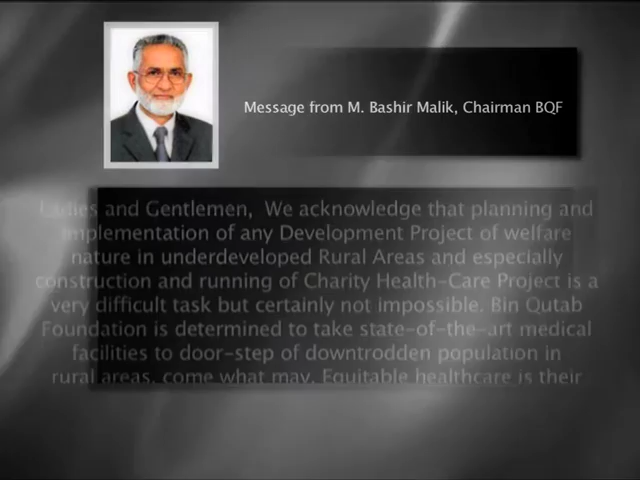 Message from M. Bashir Malik, Chairman BQF
Ladies and Gentlemen, We acknowledge that planning and
implementation of any Development Project of welfare
nature in underdeveloped Rural Areas and especially
construction and running of Charity Health-Care Project is a
very difficult task but certainly not impossible. Bin Qutab
Foundation is determined to take state-of-the-art medical
facilities to door-step of downtrodden population in
rural areas, come what may. Equitable healthcare is their